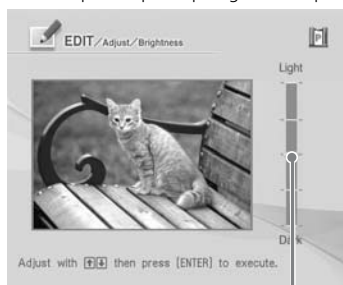 EDIT/Adjust/Brightness
P
Light
Dark
Adjust with then press [ENTER] to execute.